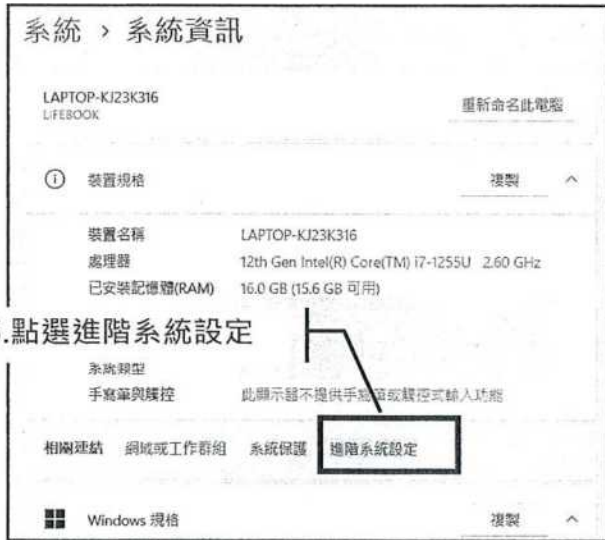 系統 › 系統資訊
LAPTOP-KJ23K316
LIFEBOOK
重新命名此電腦
裝置規格
複製
裝置名稱 LAPTOP-KJ23K316
處理器 12th Gen Intel(R) Core(TM) i7-1255U 2.60 GHz
已安裝記憶體(RAM) 16.0 GB (15.6 GB 可用)
.點選進階系統設定
系統類型
手寫筆與觸控 此顯示器不提供手寫筆或觸控式輸入功能
相關連結 網域或工作群組 系統保護 進階系統設定
Windows 規格
複製